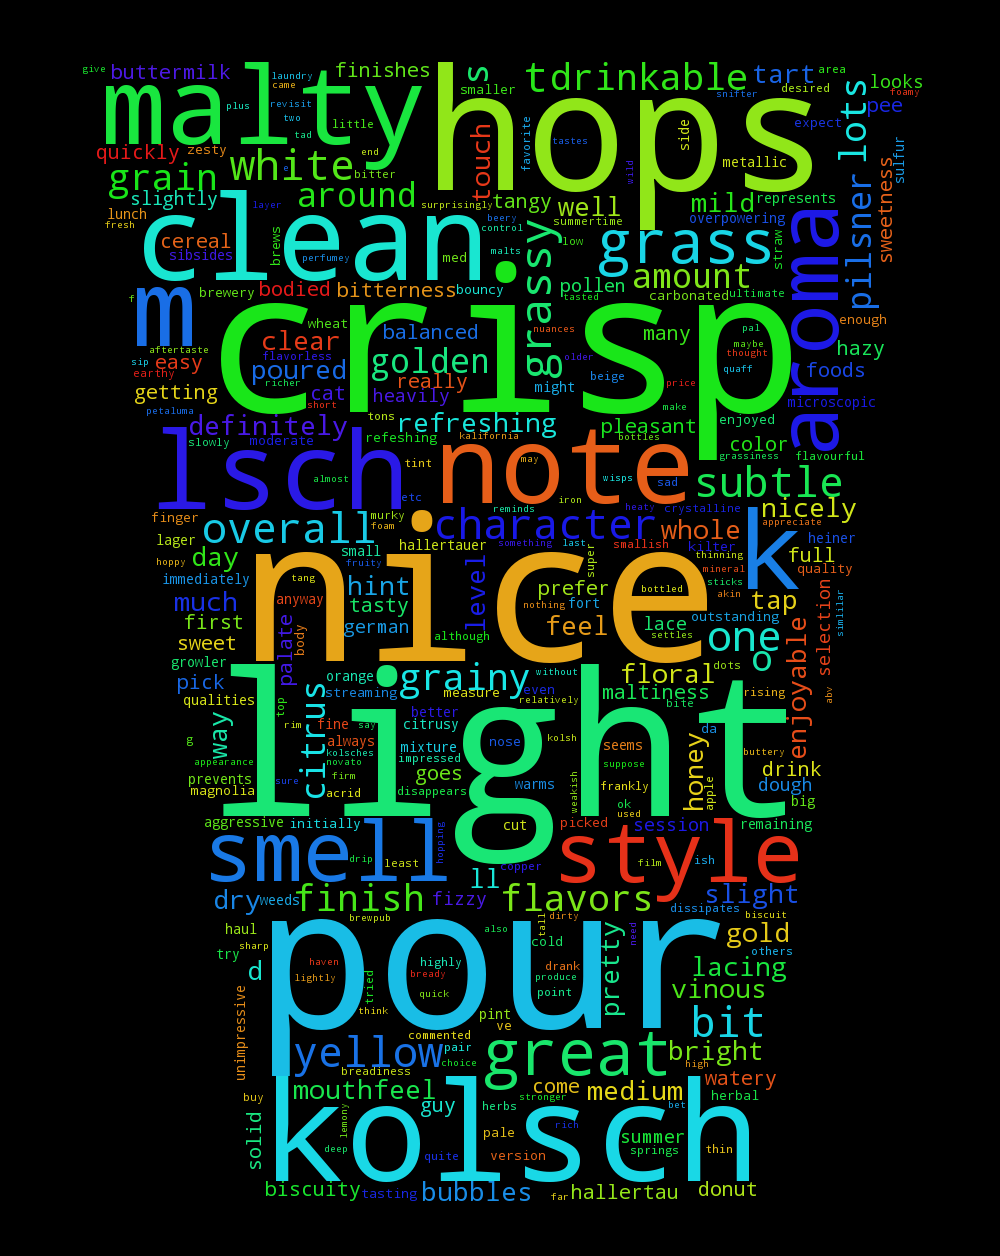 give buttermilk laundry came finishes s smaller t drinkable tart area desired looks foamy
malty hops plus revisit two tad little snifter pee
quickly zesty e end touch favorite tastes wild side metallic expect lots sulfur
grain white bitter around surprisingly tangy well mild represents sweetness
slightly lunch fresh layer beery control summertime overpowering pilsner
clean cereal sibsides brews perfumey med malts grassy low grass straw aroma
m f brewery bodied bitterness bouncy pollen tasted amount carbonated ultimate enough
crisp wheat clear balanced nuances many pal maybe thought hazy
aftertaste sip easy earthy flavorless poured richer golden older beige price quaff foods
getting petaluma cat short heavily really might make microscopic
definitely tons refreshing pleasant enjoyed color
slowly moderate refeshing kalifornia bottles grassiness flavourful
lsch almost tint note may wisps sad subtle
etc reminds iron heaty crystalline nicely
finger overall murky foam character whole appreciate heiner
lager hoppy day small hallertauer something last super smallish kilter thinning k full quality
immediately fruity tang nice hint level prefer bottled mineral sticks akin tap
much anyway tasty nothing fort selection simlilar
first palate body german although feel lace settles outstanding one enjoyable
sweet growler orange grainy without floral dots o
pick streaming measure even relatively maltiness bite rising abv
qualities top rim citrus better citrusy da
g way fine say always light nose kolsh seems honey buttery
appearance kolsches novato mixture impressed suppose drink
prevents sure firm goes warms weakish frankly apple dough
magnolia acrid disappears ok used big
aggressive initially cut picked session remaining
smell drip least hopping copper film style ish
ll
dry weeds finish fizzy flavors slight
brewpub also tall dirty dissipates biscuit
haul pour cold pretty need gold others
try sharp haven highly drank lacing
d lightly tried bready produce vinous
quick point
unimpressive think pint ve bit
commented
yellow pair great bright
breadiness choice high watery
mouthfeel come medium
buy guy stronger herbs bet herbal
kolsch lemony pale rich summer
solid deep quite version springs thin
biscuity tasting bubbles far hallertau donut